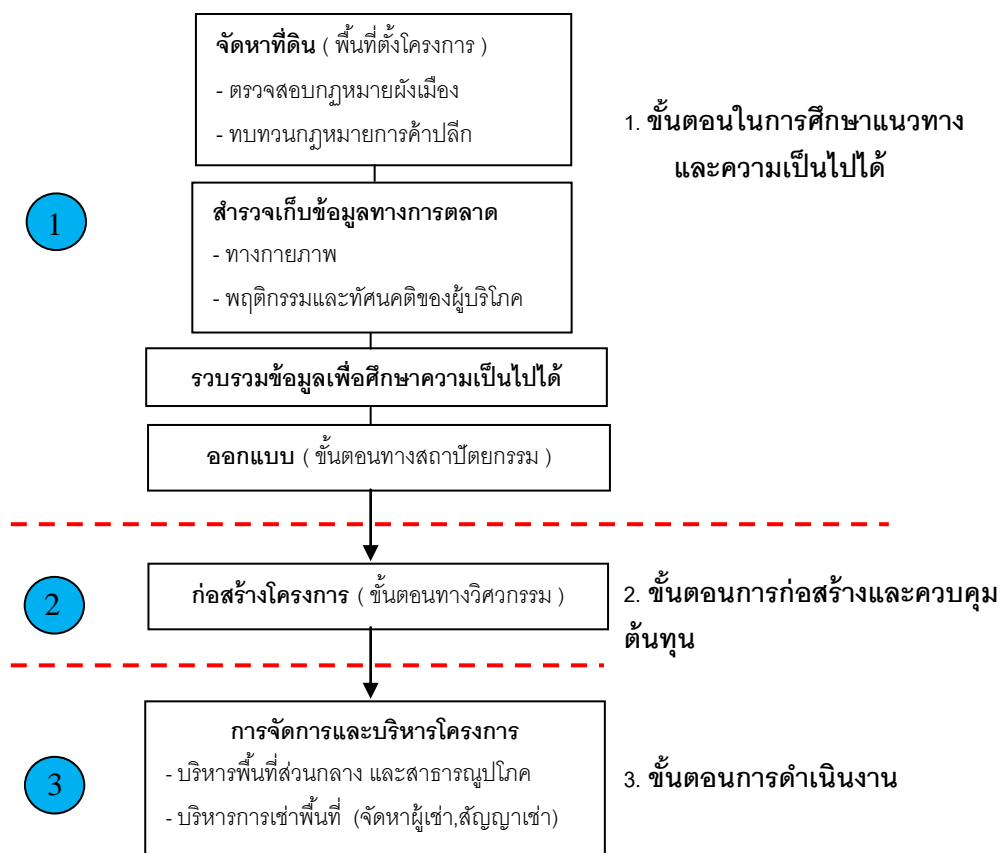 จัดหาที่ดิน ( พื้นที่ตั้งโครงการ )
- ตรวจสอบกฎหมายผังเมือง
- ทบทวนกฎหมายการค้าปลีก
1. ขั้นตอนในการศึกษาแนวทาง
และความเป็นไปได้
1
สำรวจเก็บข้อมูลทางการตลาด
- ทางกายภาพ
- พฤติกรรมและทัศนคติของผู้บริโภค
รวบรวมข้อมูลเพื่อศึกษาความเป็นไปได้
ออกแบบ ( ขั้นตอนทางสถาปัตยกรรม )
2
ก่อสร้างโครงการ ( ขั้นตอนทางวิศวกรรม )
2. ขั้นตอนการก่อสร้างและควบคุม
ต้นทุน
3
การจัดการและบริหารโครงการ
- บริหารพื้นที่ส่วนกลาง และสาธารณูปโภค
- บริหารการเช่าพื้นที่ (จัดหาผู้เช่า,สัญญาเช่า)
3. ขั้นตอนการดำเนินงาน